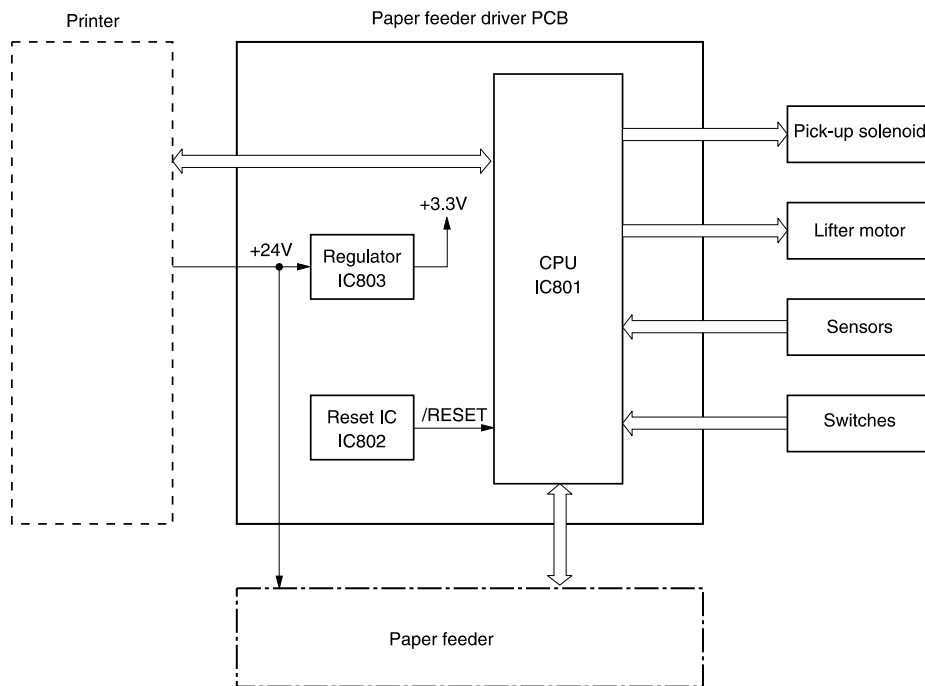 Printer
Paper feeder driver PCB
Pick-up solenoid
+3.3V
Lifter motor
+24V
Regulator
IC803
CPU
IC801
Sensors
Reset IC
IC802
/RESET
Switches
Paper feeder